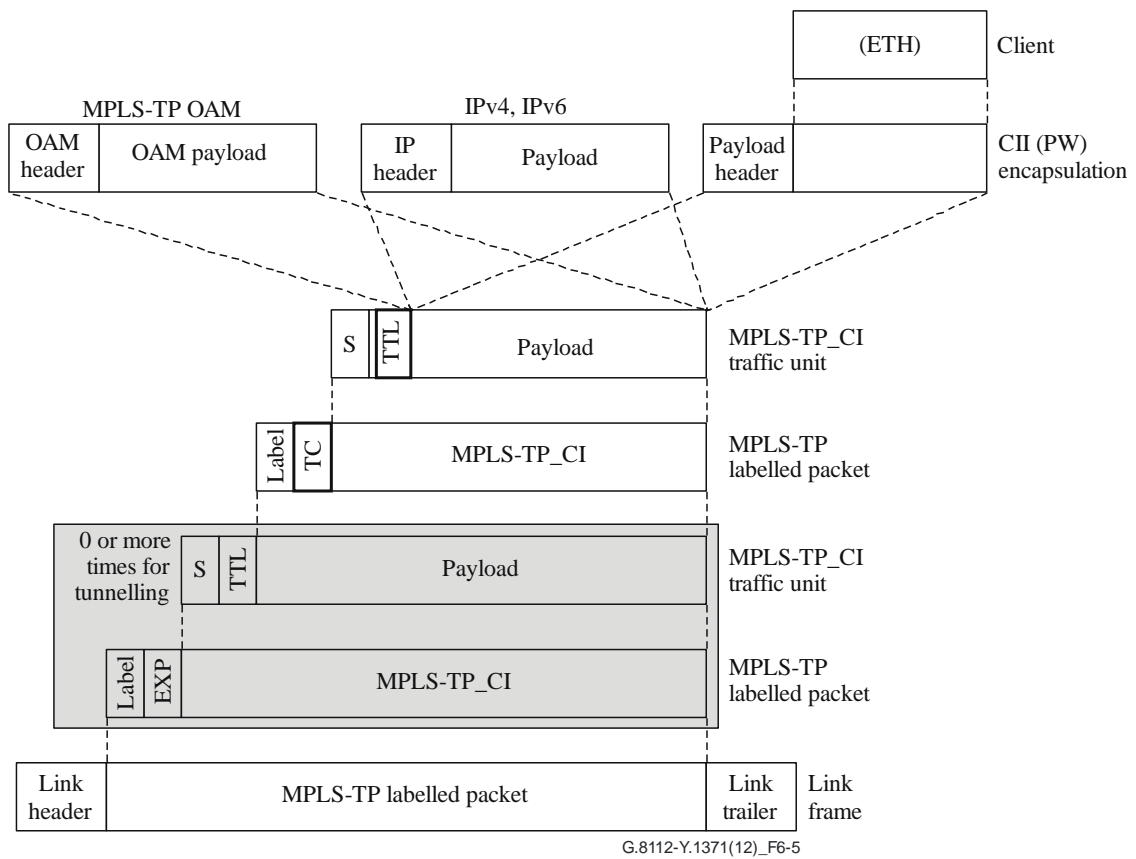 (ETH)
Client
MPLS-TP OAM
IPv4, IPv6
OAM
header
OAM payload
IP
header
Payload
Payload
header
CII (PW)
encapsulation
S
TTL
Payload
MPLS-TP_CI
traffic unit
Label
TC
MPLS-TP_CI
MPLS-TP
labelled packet
0 or more
times for
tunnelling
S
TTL
Payload
MPLS-TP_CI
traffic unit
Label
EXP
MPLS-TP_CI
MPLS-TP
labelled packet
Link
header
MPLS-TP labelled packet
Link
trailer
Link
frame
G.8112-Y.1371(12)_F6-5